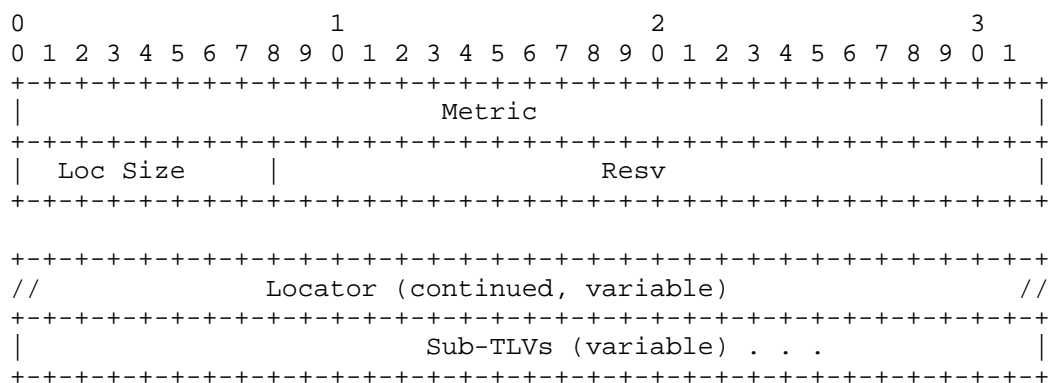 0                   1                   2                   3
0 1 2 3 4 5 6 7 8 9 0 1 2 3 4 5 6 7 8 9 0 1 2 3 4 5 6 7 8 9 0 1
+-+-+-+-+-+-+-+-+-+-+-+-+-+-+-+-+-+-+-+-+-+-+-+-+-+-+-+-+-+-+-+-+
|                          Metric                               |
+-+-+-+-+-+-+-+-+-+-+-+-+-+-+-+-+-+-+-+-+-+-+-+-+-+-+-+-+-+-+-+-+
|  Loc Size     |                    Resv                       |
+-+-+-+-+-+-+-+-+-+-+-+-+-+-+-+-+-+-+-+-+-+-+-+-+-+-+-+-+-+-+-+-+
+-+-+-+-+-+-+-+-+-+-+-+-+-+-+-+-+-+-+-+-+-+-+-+-+-+-+-+-+-+-+-+-+
//              Locator (continued, variable)                  //
+-+-+-+-+-+-+-+-+-+-+-+-+-+-+-+-+-+-+-+-+-+-+-+-+-+-+-+-+-+-+-+-+
|                         Sub-TLVs (variable) . . .             |
+-+-+-+-+-+-+-+-+-+-+-+-+-+-+-+-+-+-+-+-+-+-+-+-+-+-+-+-+-+-+-+-+